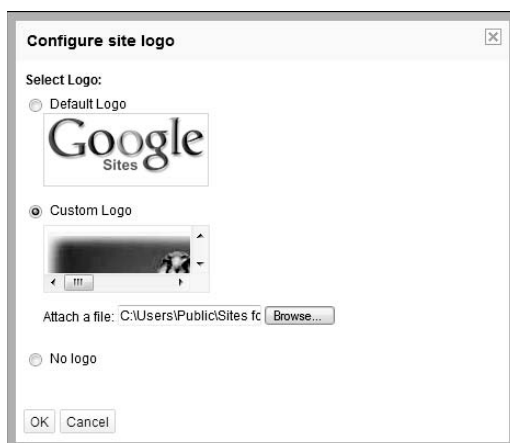 Configure site logo
Select Logo:
Default Logo
Google
Sites
Custom Logo
Attach a file: C:\Users\Public\Sites fc Browse...
No logo
OK Cancel